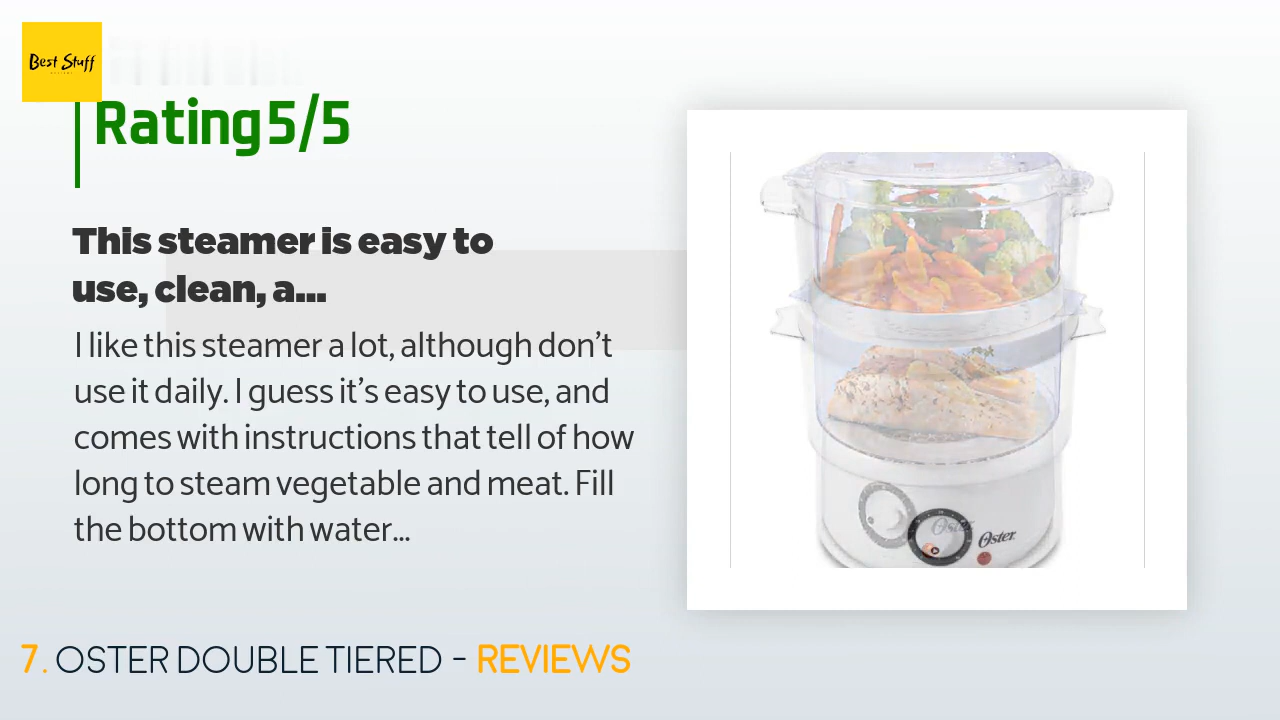 Best Stuff
Rating 5/5
This steamer is easy to
use, clean, a...
I like this steamer a lot, although don't
use it daily. I guess it's easy to use, and
comes with instructions that tell of how
long to steam vegetable and meat. Fill
the bottom with water...
Oster
Oster
7. OSTER DOUBLE TIERED - REVIEWS